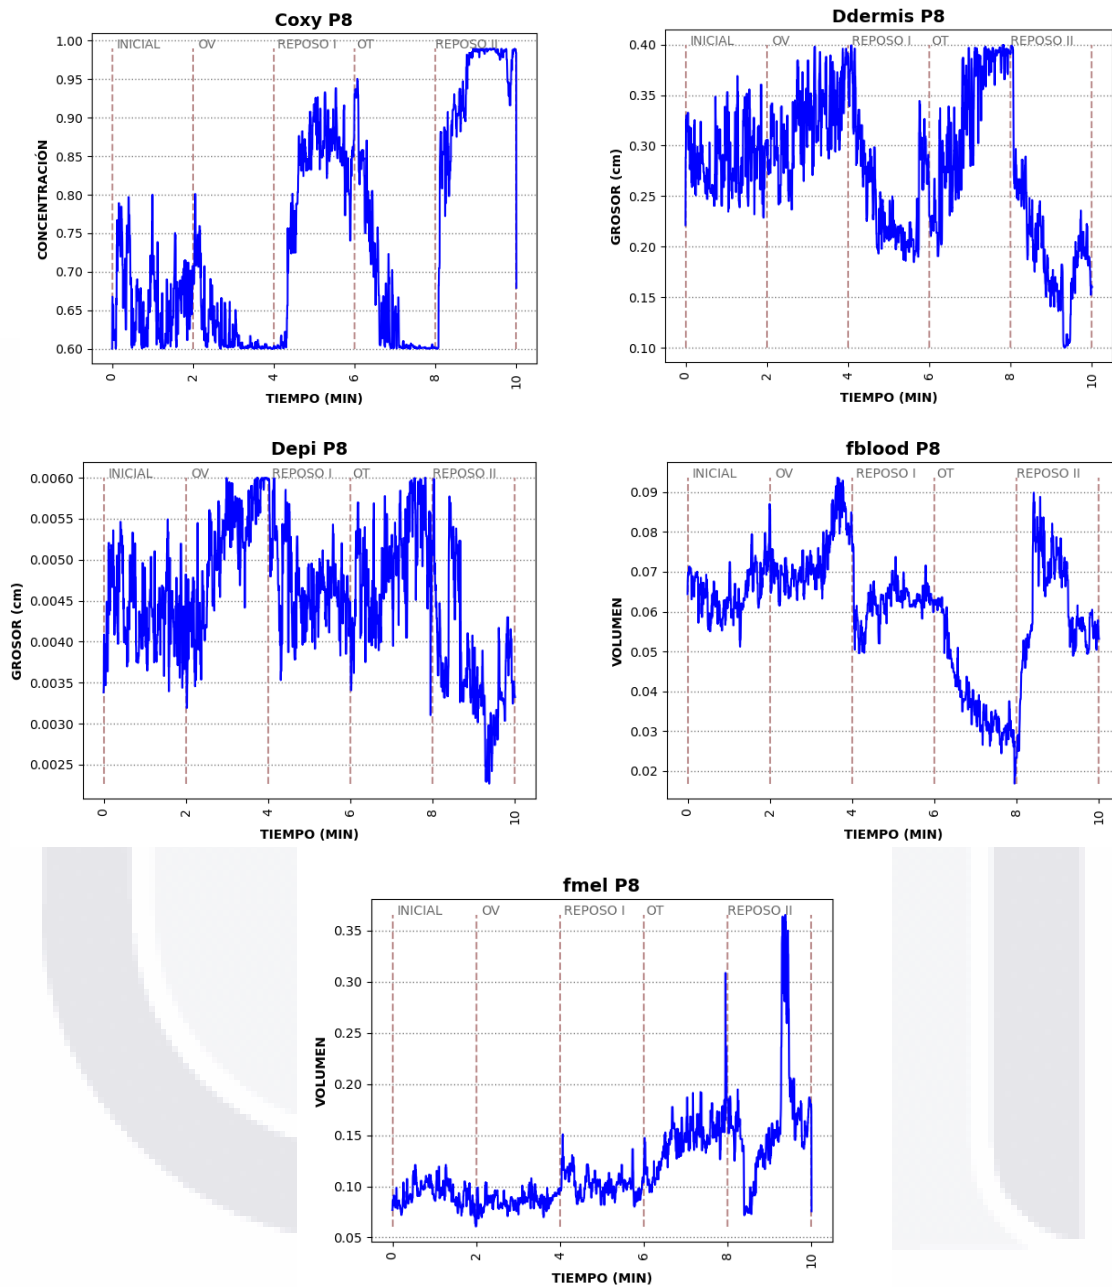 Coxy P8
INICIAL OV REPOSO I OT REPOSO II
1.00
0.95
0.90
0.85
0.80
0.75
0.70
0.65
0.60
CONCENTRACIÓN
0 2 4 6 8 10
TIEMPO (MIN)
Ddermis P8
INICIAL OV REPOSO I OT REPOSO II
0.40
0.35
0.30
0.25
0.20
0.15
0.10
GROSOR (cm)
0 2 4 6 8 10
TIEMPO (MIN)
Depi P8
INICIAL OV REPOSO I OT REPOSO II
0.0060
0.0055
0.0050
0.0045
0.0040
0.0035
0.0030
0.0025
GROSOR (cm)
0 2 4 6 8 10
TIEMPO (MIN)
fblood P8
INICIAL OV REPOSO I OT REPOSO II
0.09
0.08
0.07
0.06
0.05
0.04
0.03
0.02
VOLUMEN
0 2 4 6 8 10
TIEMPO (MIN)
fmel P8
INICIAL OV REPOSO I OT REPOSO II
0.35
0.30
0.25
0.20
0.15
0.10
0.05
VOLUMEN
0 2 4 6 8 10
TIEMPO (MIN)